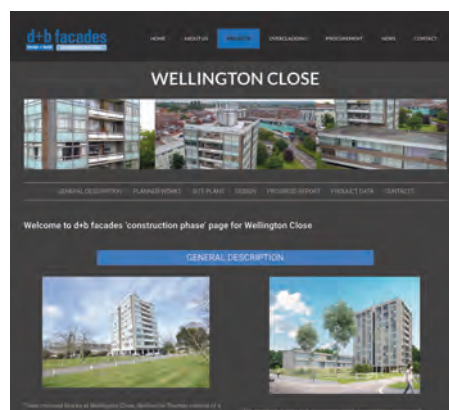 d+b facades
HOME ABOUT US PROJECTS OVERCLADDING PROCUREMENT NEWS CONTACT
WELLINGTON CLOSE
GENERAL DESCRIPTION PLANNED WORKS SITE PLANT DESIGN PROGRESS REPORT PRODUCT DATA CONTACTS
Welcome to d+b facades 'construction phase' page for Wellington Close
GENERAL DESCRIPTION